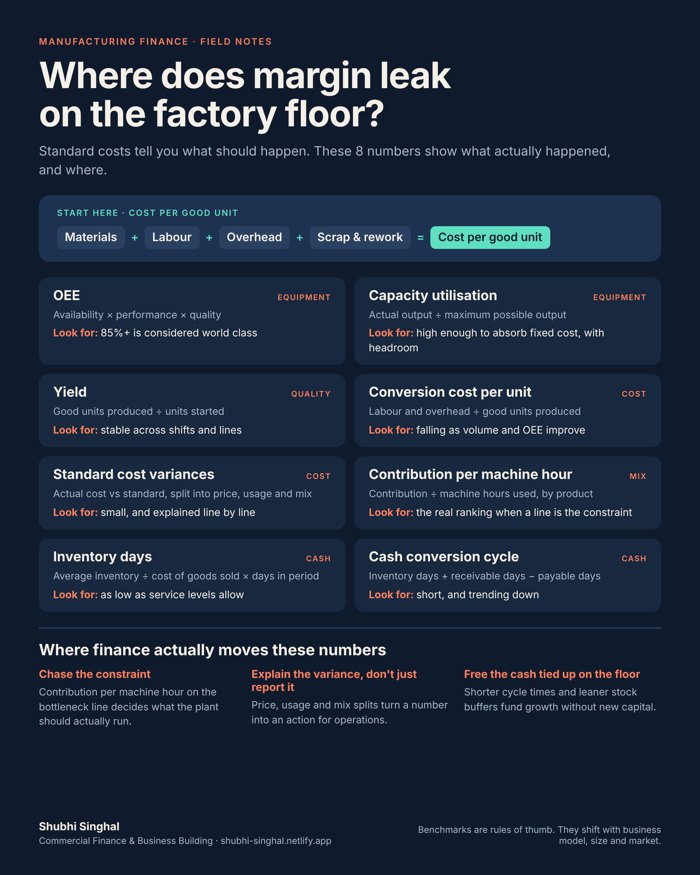 MANUFACTURING FINANCE · FIELD NOTES
Where does margin leak
on the factory floor?
Standard costs tell you what should happen. These 8 numbers show what actually happened,
and where.
START HERE · COST PER GOOD UNIT
Materials + Labour + Overhead + Scrap & rework = Cost per good unit
OEE EQUIPMENT
Availability × performance × quality
Look for: 85%+ is considered world class
Capacity utilisation EQUIPMENT
Actual output ÷ maximum possible output
Look for: high enough to absorb fixed cost, with
headroom
Yield QUALITY
Good units produced ÷ units started
Look for: stable across shifts and lines
Conversion cost per unit COST
Labour and overhead ÷ good units produced
Look for: falling as volume and OEE improve
Standard cost variances COST
Actual cost vs standard, split into price, usage and mix
Look for: small, and explained line by line
Contribution per machine hour MIX
Contribution ÷ machine hours used, by product
Look for: the real ranking when a line is the constraint
Inventory days CASH
Average inventory ÷ cost of goods sold × days in period
Look for: as low as service levels allow
Cash conversion cycle CASH
Inventory days + receivable days − payable days
Look for: short, and trending down
Where finance actually moves these numbers
Chase the constraint
Contribution per machine hour on the
bottleneck line decides what the plant
should actually run.
Explain the variance, don't just
report it
Price, usage and mix splits turn a number
into an action for operations.
Free the cash tied up on the floor
Shorter cycle times and leaner stock
buffers fund growth without new capital.
Shubhi Singhal
Commercial Finance & Business Building · shubhi-singhal.netlify.app
Benchmarks are rules of thumb. They shift with business
model, size and market.